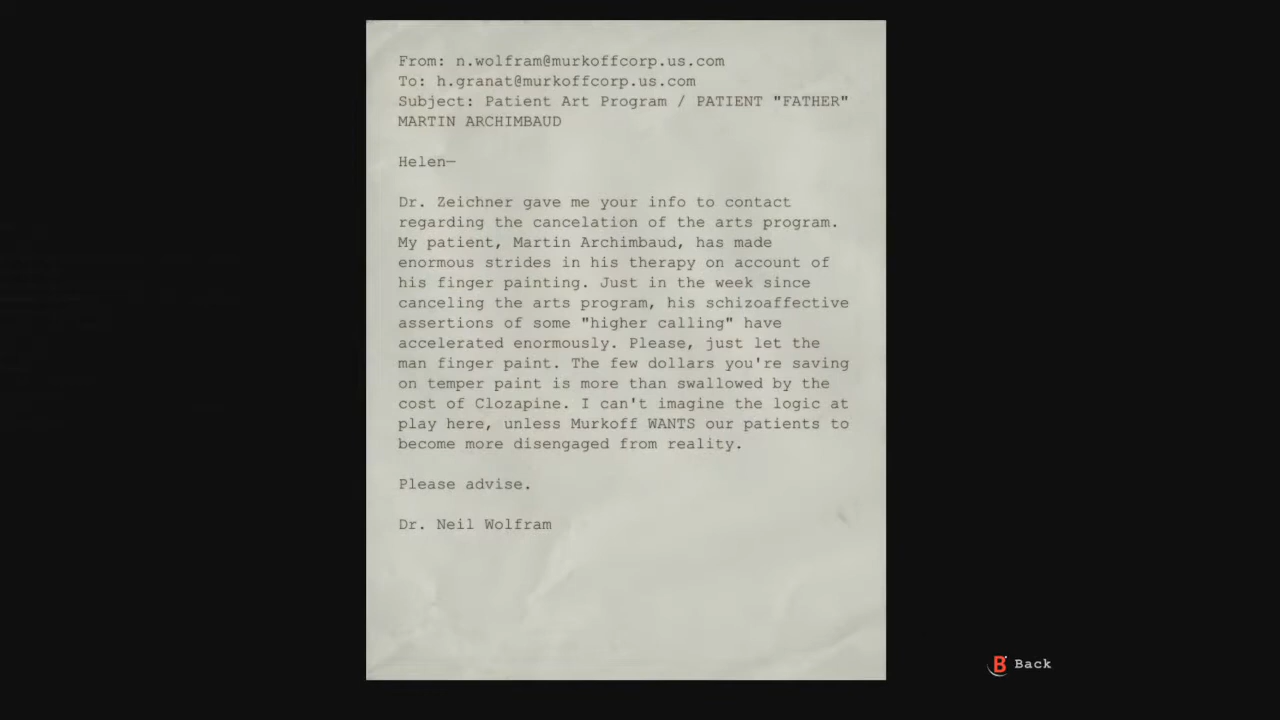 From: n.wolfram@murkoffcorp.us.com
To: h.granat@murkoffcorp.us.com
Subject: Patient Art Program / PATIENT "FATHER"
MARTIN ARCHIMBAUD
Helen—
Dr. Zeichner gave me your info to contact
regarding the cancelation of the arts program.
My patient, Martin Archimbaud, has made
enormous strides in his therapy on account of
his finger painting. Just in the week since
canceling the arts program, his schizoaffective
assertions of some "higher calling" have
accelerated enormously. Please, just let the
man finger paint. The few dollars you're saving
on temper paint is more than swallowed by the
cost of Clozapine. I can't imagine the logic at
play here, unless Murkoff WANTS our patients to
become more disengaged from reality.
Please advise.
Dr. Neil Wolfram
B Back